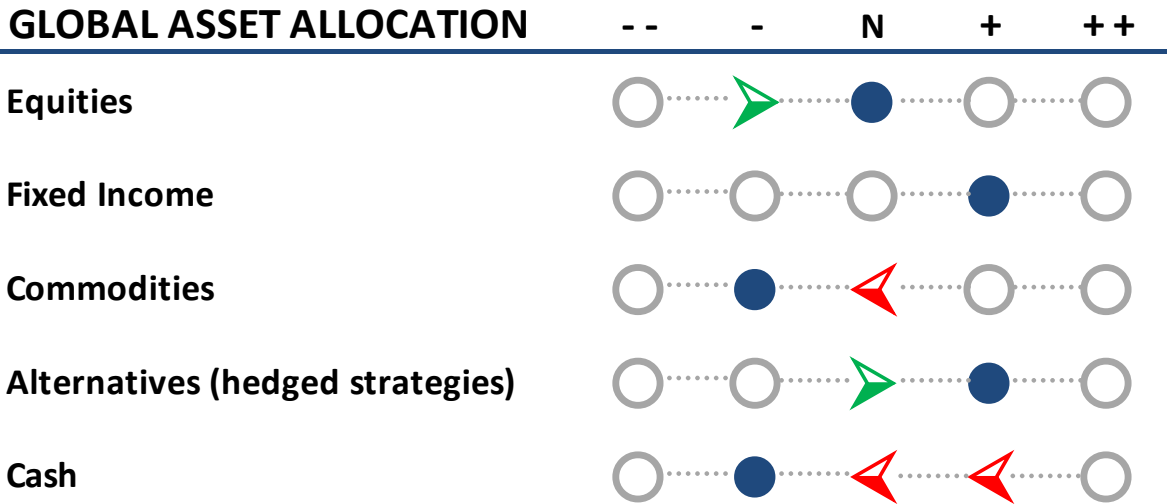 GLOBAL ASSET ALLOCATION - - - N + + +
Equities
Fixed Income
Commodities
Alternatives (hedged strategies)
Cash